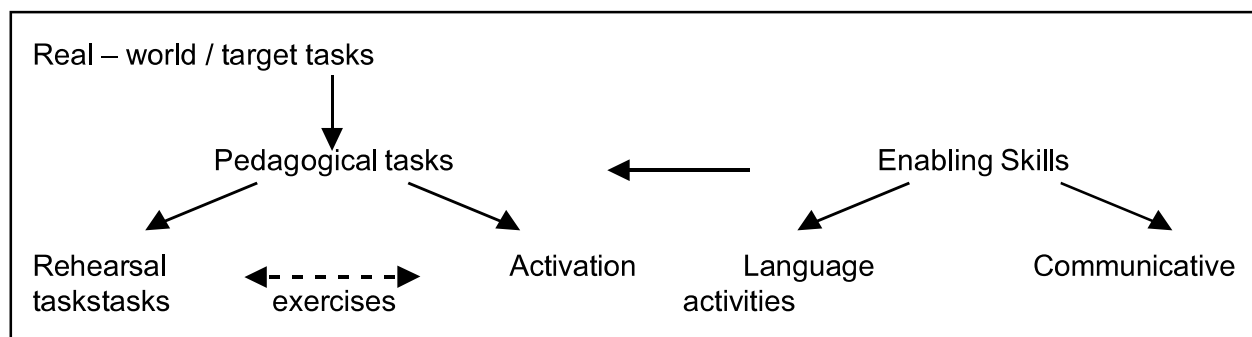 Real – world / target tasks
Pedagogical tasks Enabling Skills
Rehearsal Activation Language Communicative
taskstasks exercises activities